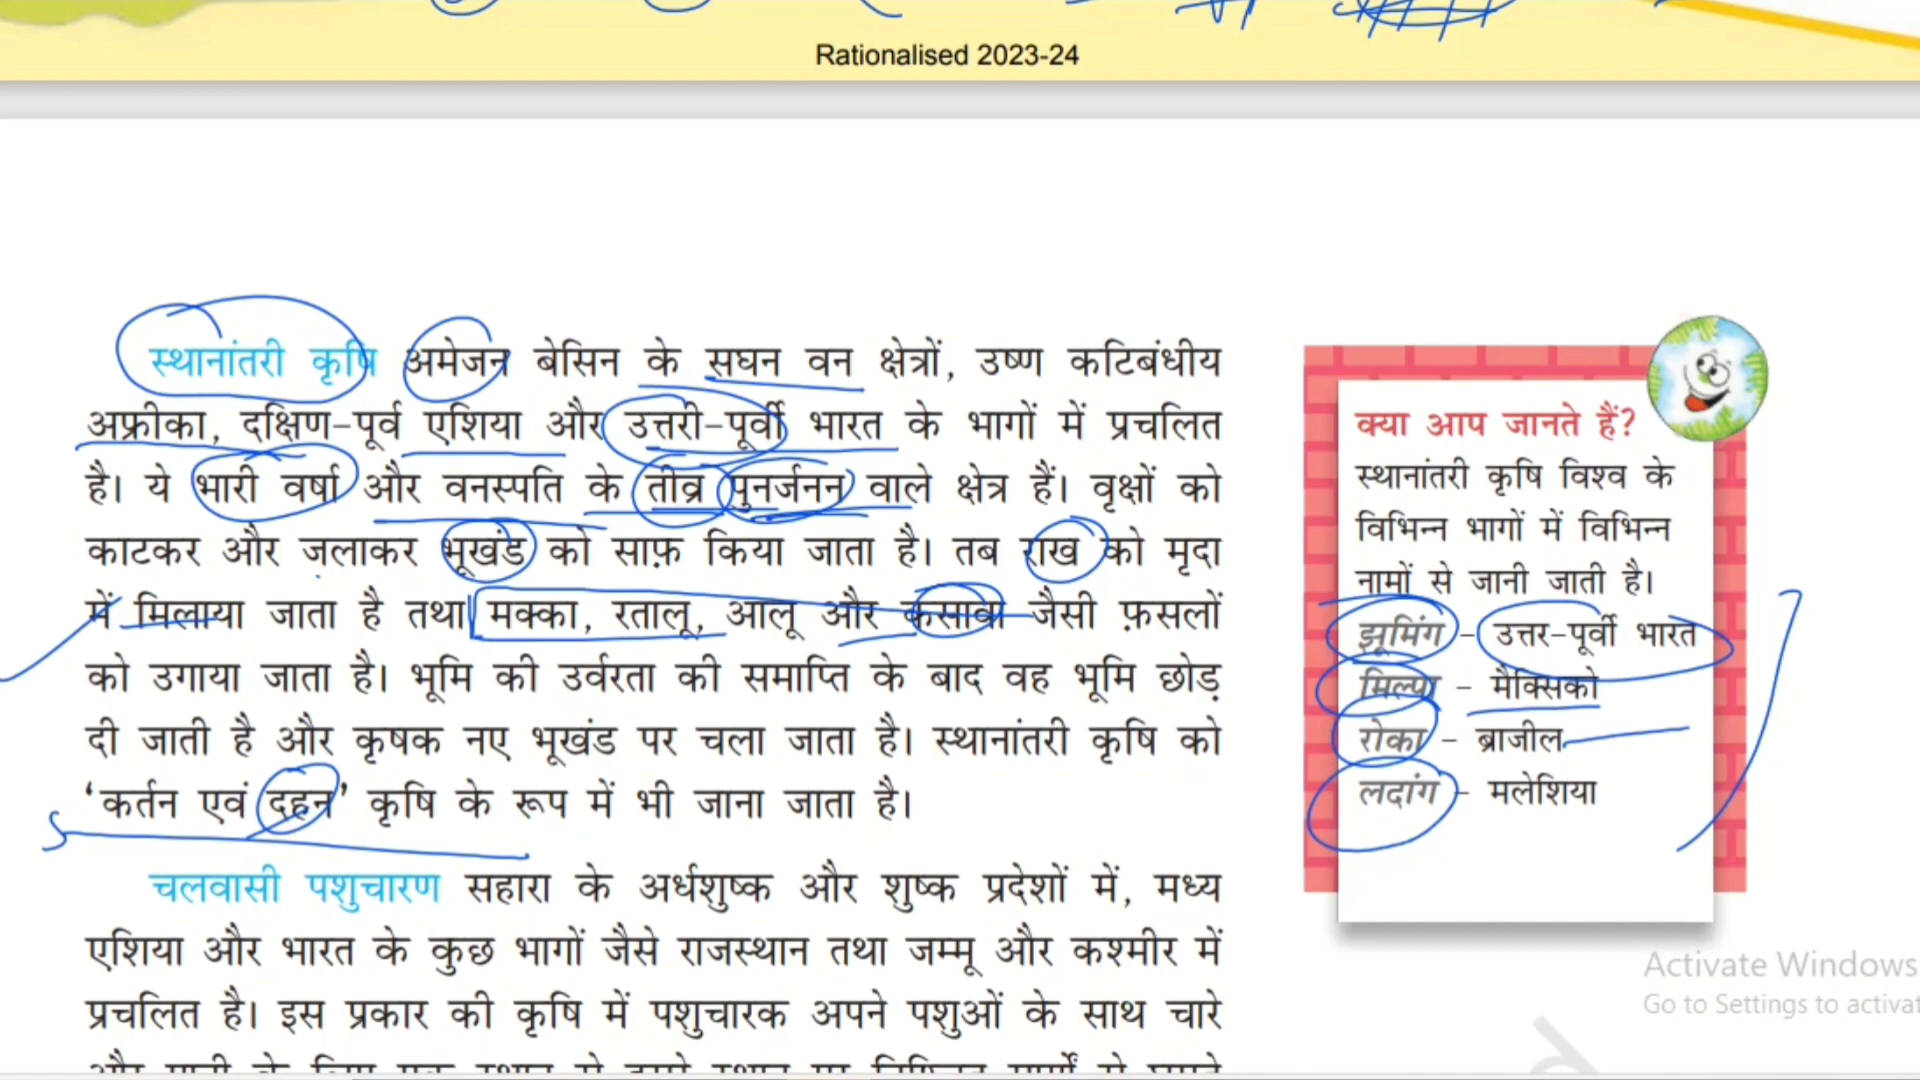 Rationalised 2023-24
स्थानांतरी कृषि अमेजन बेसिन के सघन वन क्षेत्रों, उष्ण कटिबंधीय
अफ्रीका, दक्षिण-पूर्व एशिया और उत्तरी-पूर्वी भारत के भागों में प्रचलित
है। ये भारी वर्षा और वनस्पति के तीव्र पुनर्जनन वाले क्षेत्र हैं। वृक्षों को
काटकर और जलाकर भूखंड को साफ़ किया जाता है। तब राख को मृदा
में मिलाया जाता है तथा मक्का, रतालू, आलू और कसावा जैसी फ़सलों
को उगाया जाता है। भूमि की उर्वरता की समाप्ति के बाद वह भूमि छोड़
दी जाती है और कृषक नए भूखंड पर चला जाता है। स्थानांतरी कृषि को
‘कर्तन एवं दहन’ कृषि के रूप में भी जाना जाता है।
चलवासी पशुचारण सहारा के अर्धशुष्क और शुष्क प्रदेशों में, मध्य
एशिया और भारत के कुछ भागों जैसे राजस्थान तथा जम्मू और कश्मीर में
प्रचलित है। इस प्रकार की कृषि में पशुचारक अपने पशुओं के साथ चारे
क्या आप जानते हैं?
स्थानांतरी कृषि विश्व के
विभिन्न भागों में विभिन्न
नामों से जानी जाती है।
झूमिंग – उत्तर-पूर्वी भारत
मिल्पा – मैक्सिको
रोका – ब्राजील
लदांग – मलेशिया
Activate Windows
Go to Settings to activat